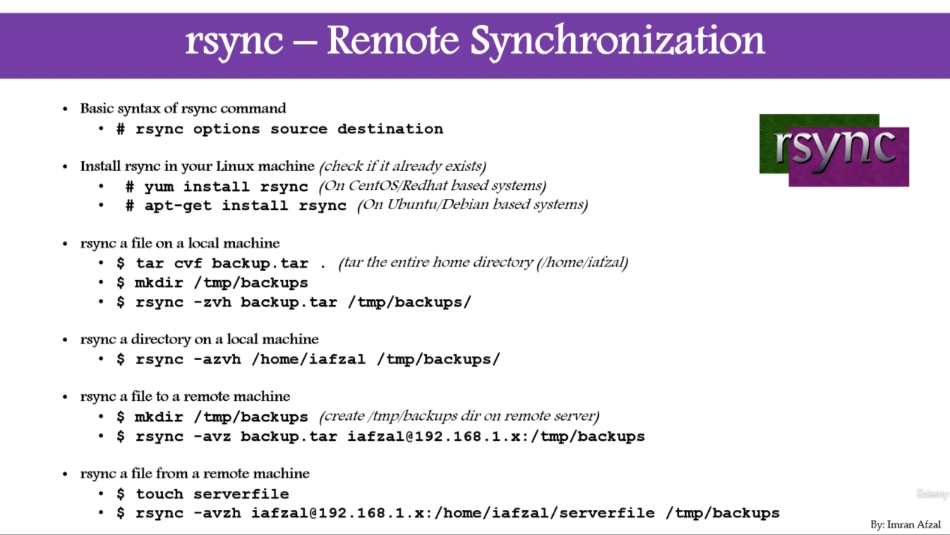 rsync – Remote Synchronization
• Basic syntax of rsync command
• # rsync options source destination
rsync
• Install rsync in your Linux machine (check if it already exists)
• # yum install rsync (On CentOS/Redhat based systems)
• # apt-get install rsync (On Ubuntu/Debian based systems)
• rsync a file on a local machine
• $ tar cvf backup.tar . (tar the entire home directory (/home/iafzal)
• $ mkdir /tmp/backups
• $ rsync -zvh backup.tar /tmp/backups/
• rsync a directory on a local machine
• $ rsync -azvh /home/iafzal /tmp/backups/
• rsync a file to a remote machine
• $ mkdir /tmp/backups (create /tmp/backups dir on remote server)
• $ rsync -avz backup.tar iafzal@192.168.1.x:/tmp/backups
• rsync a file from a remote machine
• $ touch serverfile
• $ rsync -avzh iafzal@192.168.1.x:/home/iafzal/serverfile /tmp/backups
Udemy
By: Imran Afzal